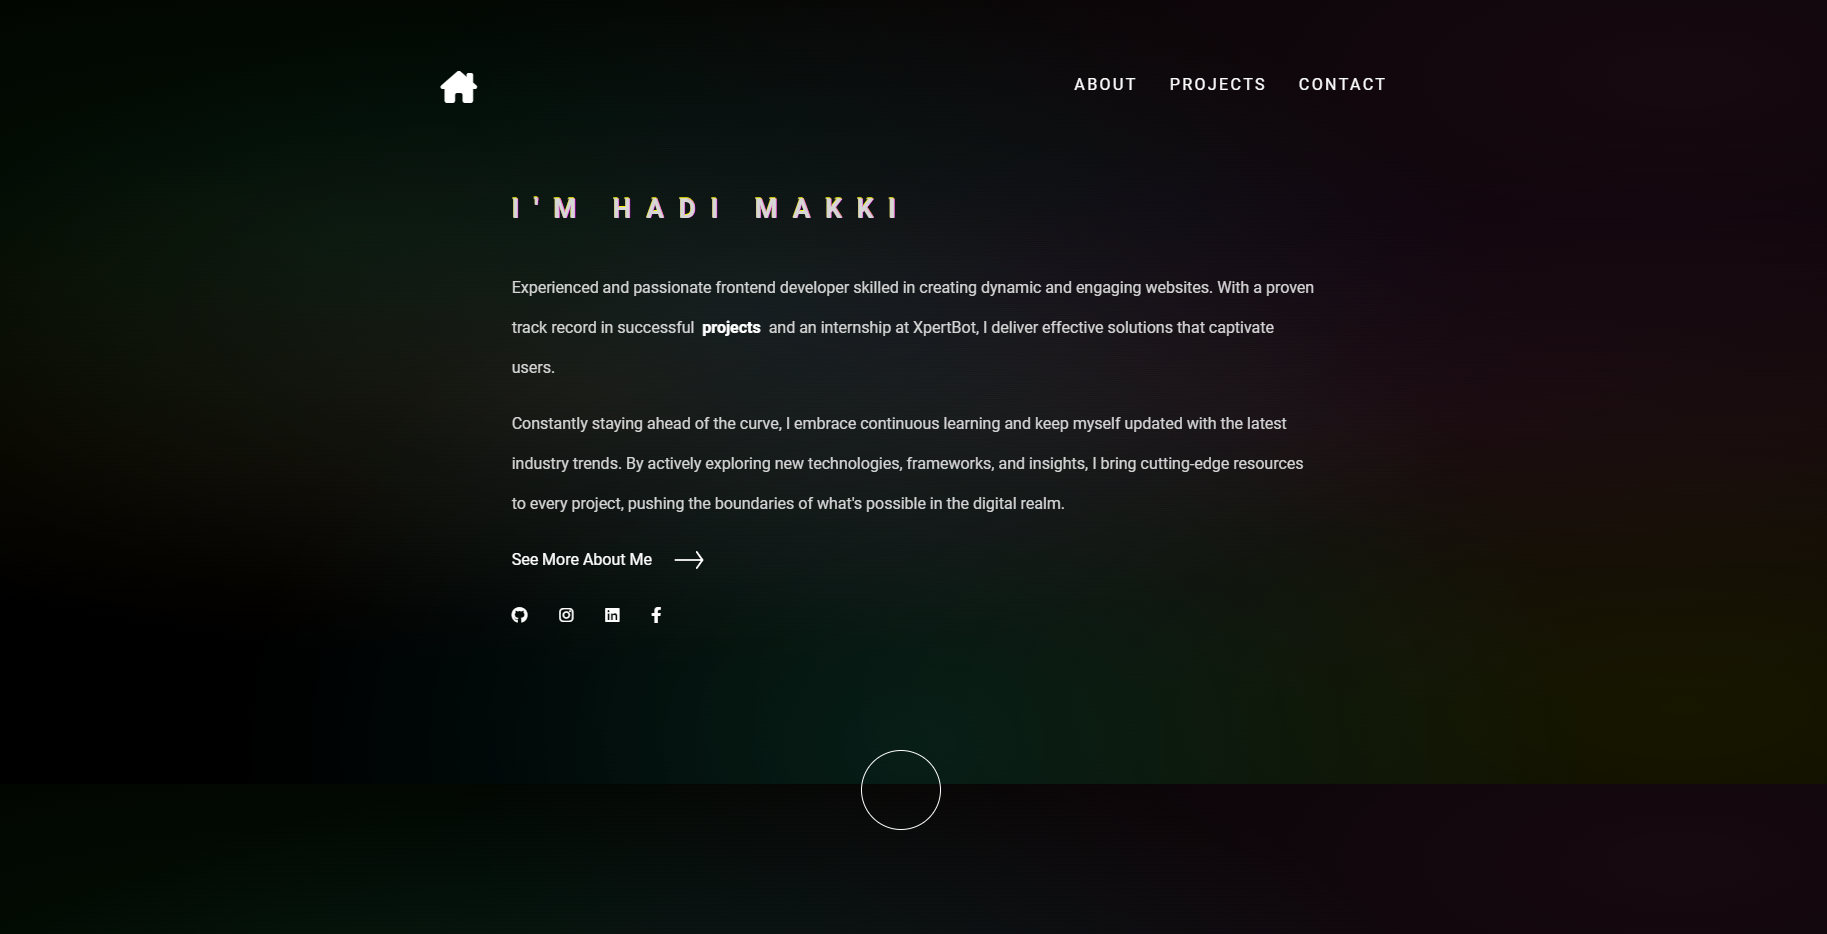 ABOUT PROJECTS CONTACT
I'M HADI MAKKI
Experienced and passionate frontend developer skilled in creating dynamic and engaging websites. With a proven
track record in successful projects and an internship at XpertBot, I deliver effective solutions that captivate
users.
Constantly staying ahead of the curve, I embrace continuous learning and keep myself updated with the latest
industry trends. By actively exploring new technologies, frameworks, and insights, I bring cutting-edge resources
to every project, pushing the boundaries of what's possible in the digital realm.
See More About Me